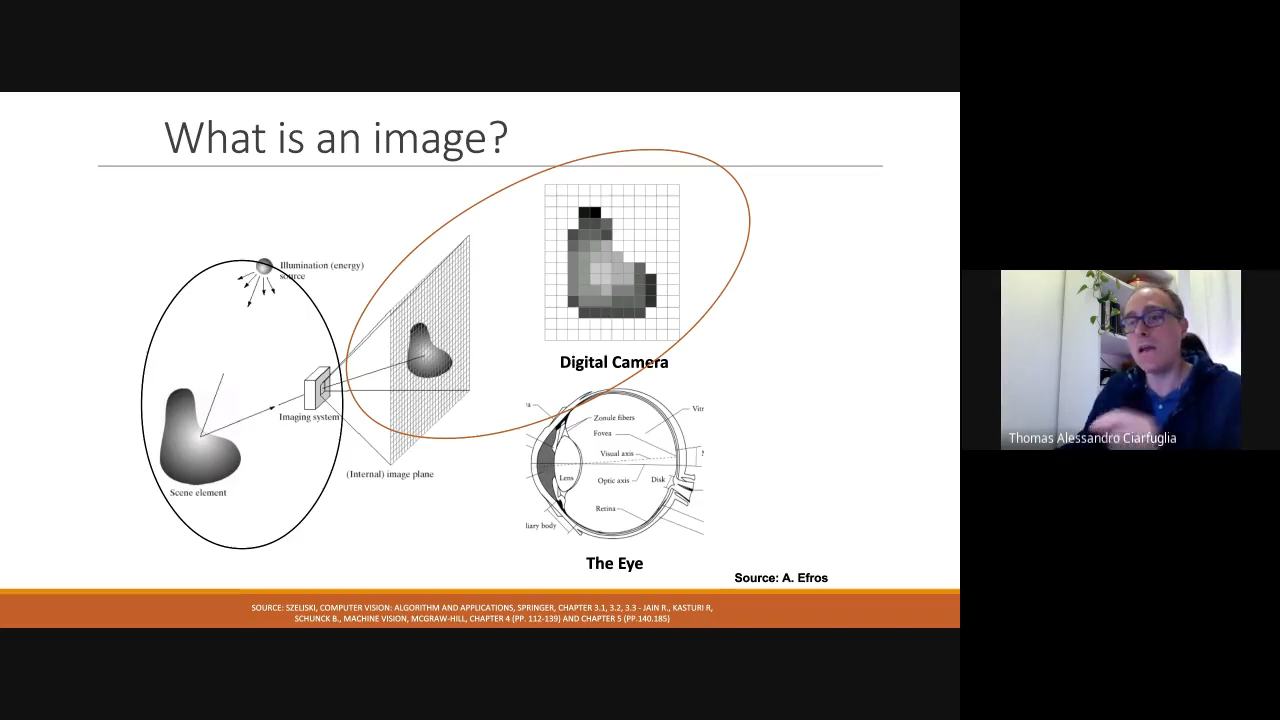 What is an image?
Illumination (energy)
source
Imaging system
Scene element
(Internal) image plane
Digital Camera
Zonule fibers
Fovea
Visual axis
Lens
Optic axis
Disk
Retina
liary body
Vitr
The Eye
Source: A. Efros
SOURCE: SZELISKI, COMPUTER VISION: ALGORITHM AND APPLICATIONS, SPRINGER, CHAPTER 3.1, 3.2, 3.3 - JAIN R., KASTURI R,
SCHUNCK B., MACHINE VISION, MCGRAW-HILL, CHAPTER 4 (PP. 112-139) AND CHAPTER 5 (PP.140.185)
Thomas Alessandro Ciarfuglia